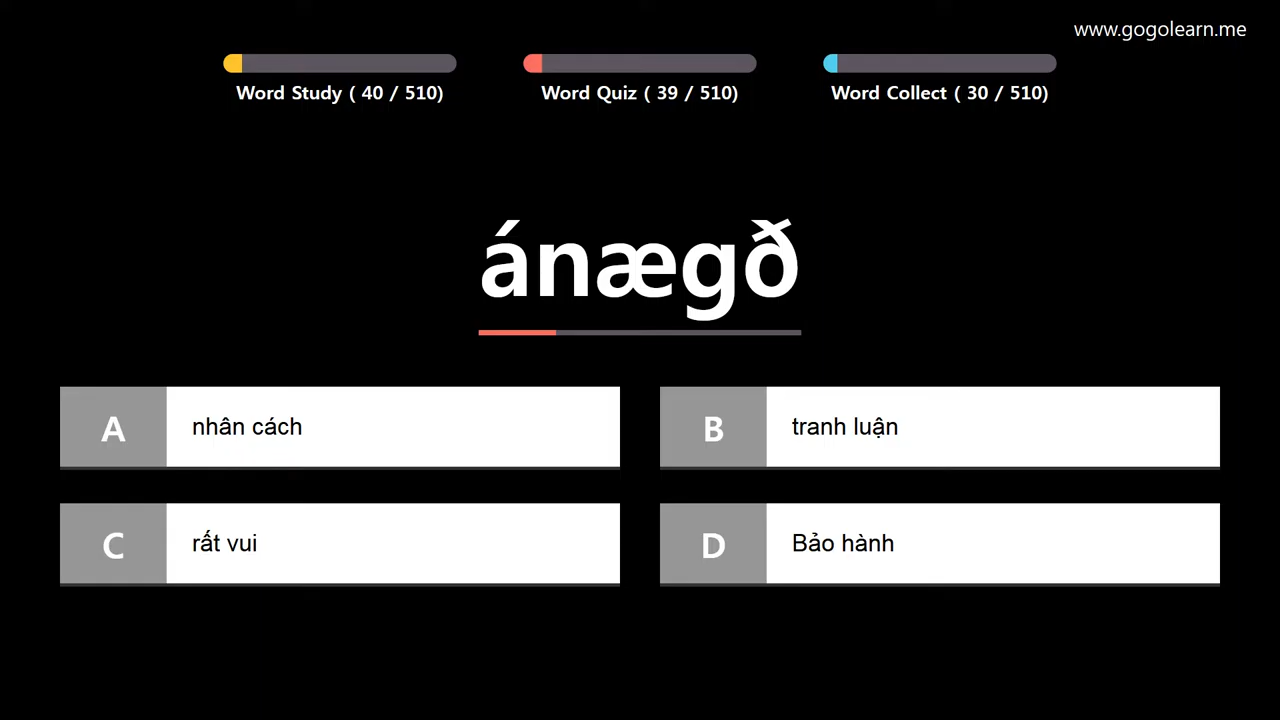 www.gogolearn.me
Word Study ( 40 / 510)
Word Quiz ( 39 / 510)
Word Collect ( 30 / 510)
ánægð
A nhân cách
B tranh luận
C rất vui
D Bảo hành